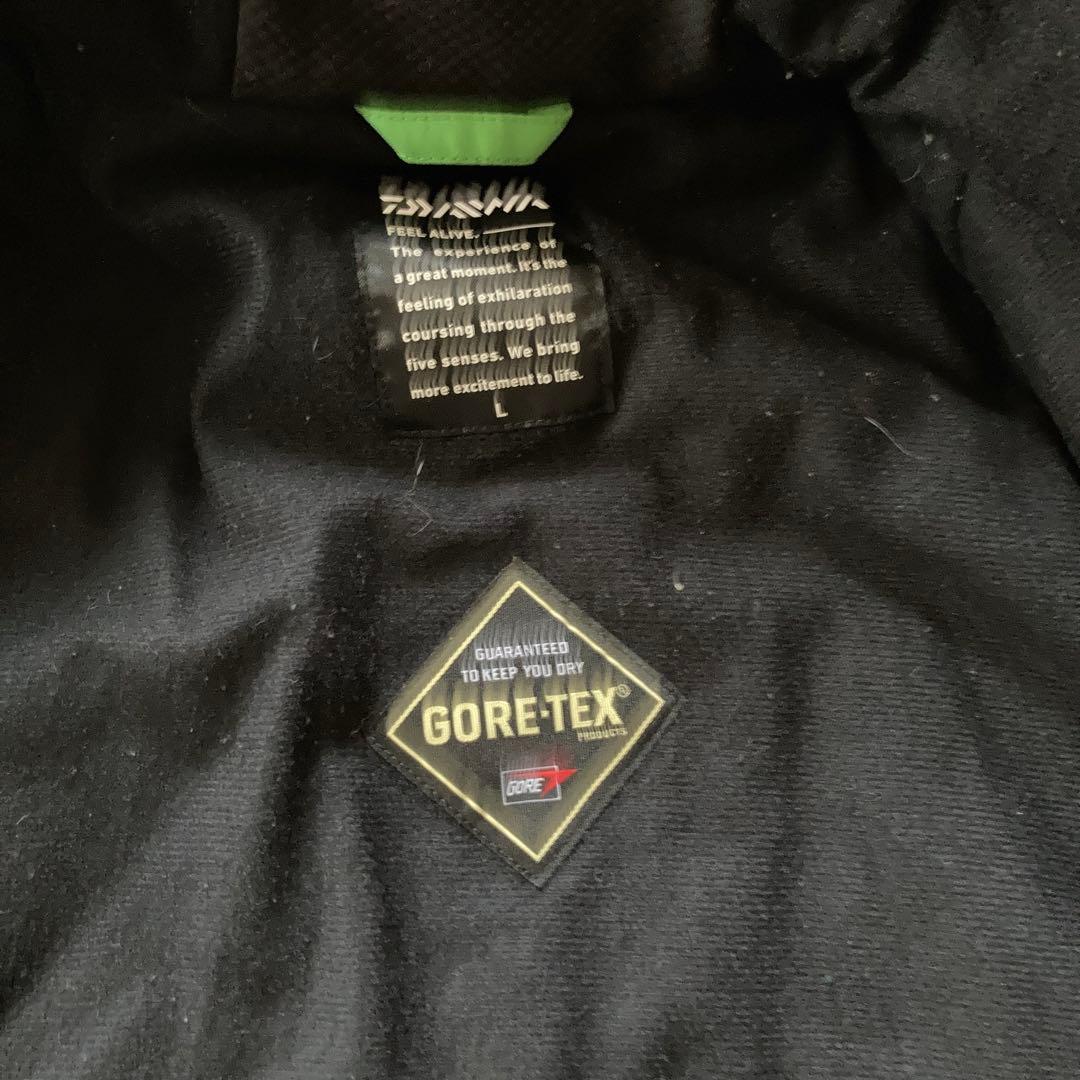 DAIWA
FEEL ALIVE.
The experience of
a great moment. It's the
feeling of exhilaration
coursing through the
five senses. We bring
more excitement to life.
L
GUARANTEED
TO KEEP YOU DRY
GORE-TEX®
PRODUCTS
GORE